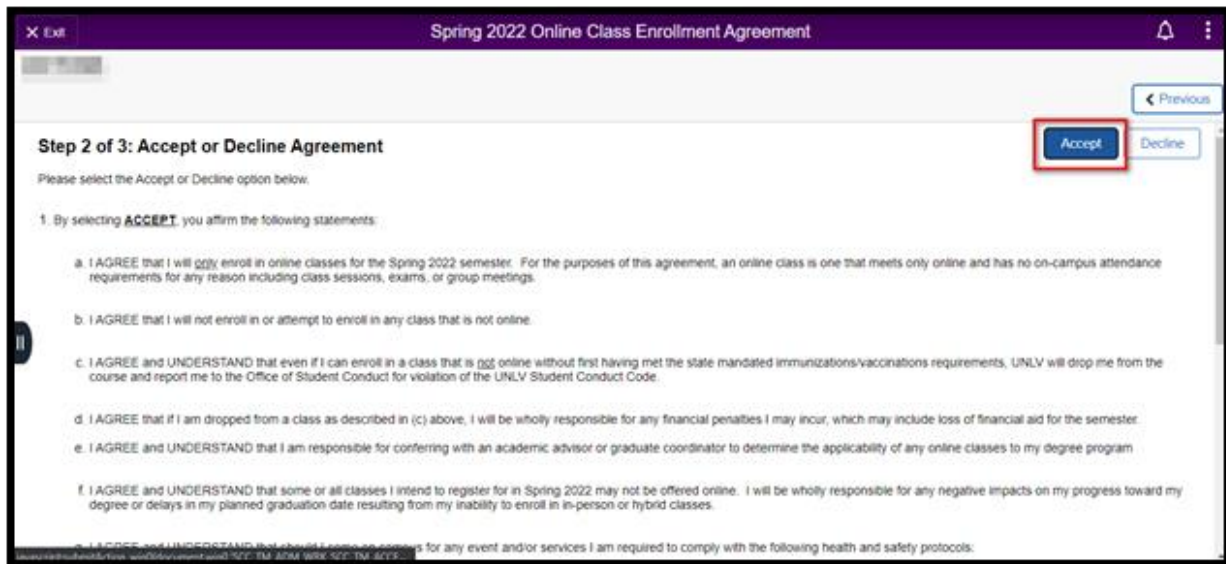 Exit
Spring 2022 Online Class Enrollment Agreement
Previous
Step 2 of 3: Accept or Decline Agreement
Accept
Decline
Please select the Accept or Decline option below.
1. By selecting ACCEPT, you affirm the following statements:
a. I AGREE that I will only enroll in online classes for the Spring 2022 semester. For the purposes of this agreement, an online class is one that meets only online and has no on-campus attendance
requirements for any reason including class sessions, exams, or group meetings.
b. I AGREE that I will not enroll in or attempt to enroll in any class that is not online.
c. I AGREE and UNDERSTAND that even if I can enroll in a class that is not online without first having met the state mandated immunizations/vaccinations requirements, UNLV will drop me from the
course and report me to the Office of Student Conduct for violation of the UNLV Student Conduct Code.
d. I AGREE that if I am dropped from a class as described in (c) above, I will be wholly responsible for any financial penalties I may incur, which may include loss of financial aid for the semester.
e. I AGREE and UNDERSTAND that I am responsible for conferring with an academic advisor or graduate coordinator to determine the applicability of any online classes to my degree program
f. I AGREE and UNDERSTAND that some or all classes I intend to register for in Spring 2022 may not be offered online. I will be wholly responsible for any negative impacts on my progress toward my
degree or delays in my planned graduation date resulting from my inability to enroll in in-person or hybrid classes.
for any event and/or services I am required to comply with the following health and safety protocols: